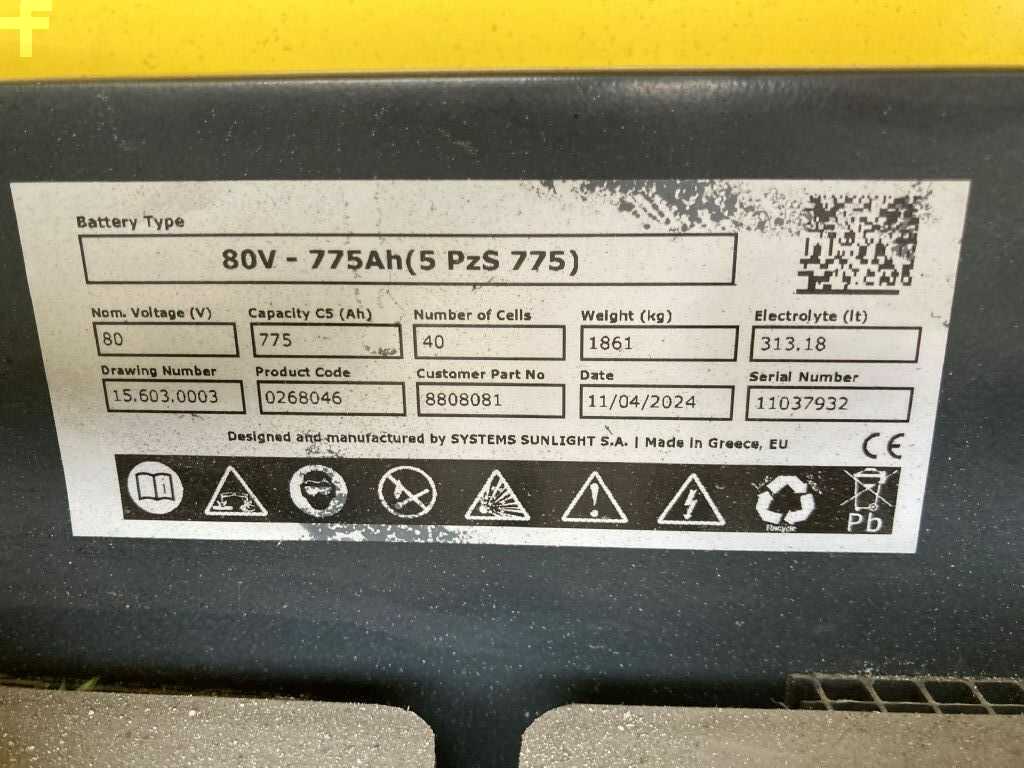 Battery Type
80V - 775Ah(5 PzS 775)
Nom. Voltage (V) Capacity C5 (Ah) Number of Cells Weight (kg) Electrolyte (lt)
80 775 40 1861 313.18
Drawing Number Product Code Customer Part No Date Serial Number
15.603.0003 0268046 8808081 11/04/2024 11037932
Designed and manufactured by SYSTEMS SUNLIGHT S.A. | Made in Greece, EU CE
Recycle Pb